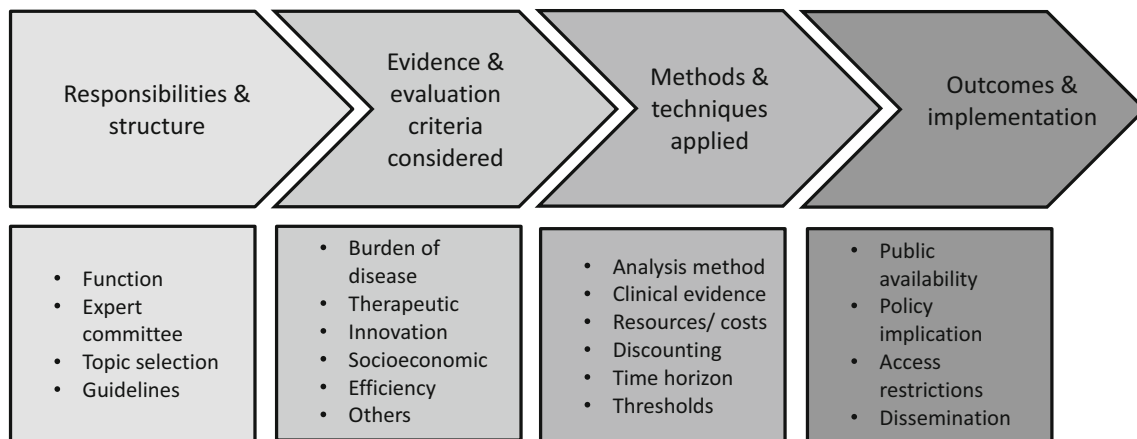 Responsibilities &
structure
Evidence &
evaluation
criteria
considered
Methods &
techniques
applied
Outcomes &
implementation
• Function
• Expert
committee
• Topic selection
• Guidelines
• Burden of
disease
• Therapeutic
• Innovation
• Socioeconomic
• Efficiency
• Others
• Analysis method
• Clinical evidence
• Resources/ costs
• Discounting
• Time horizon
• Thresholds
• Public
availability
• Policy
implication
• Access
restrictions
• Dissemination